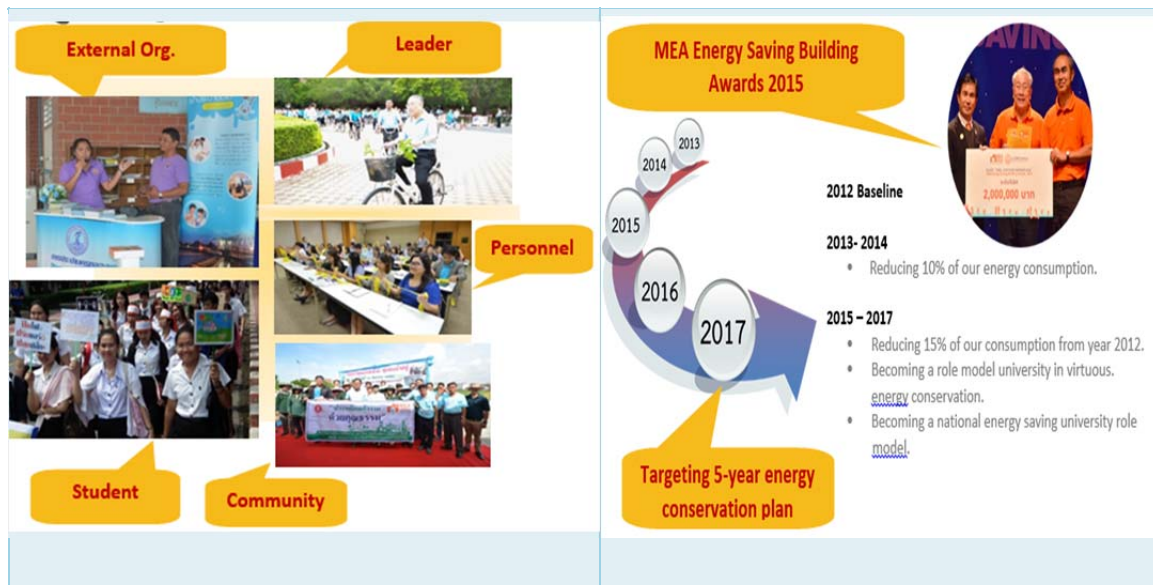 External Org.
Leader
Personnel
Student
Community
MEA Energy Saving Building
Awards 2015
2,000,000 บาท
2013
2014
2015
2016
2017
2012 Baseline
2013- 2014
• Reducing 10% of our energy consumption.
2015 – 2017
• Reducing 15% of our consumption from year 2012.
• Becoming a role model university in virtuous.
energy conservation.
• Becoming a national energy saving university role
model.
Targeting 5-year energy
conservation plan